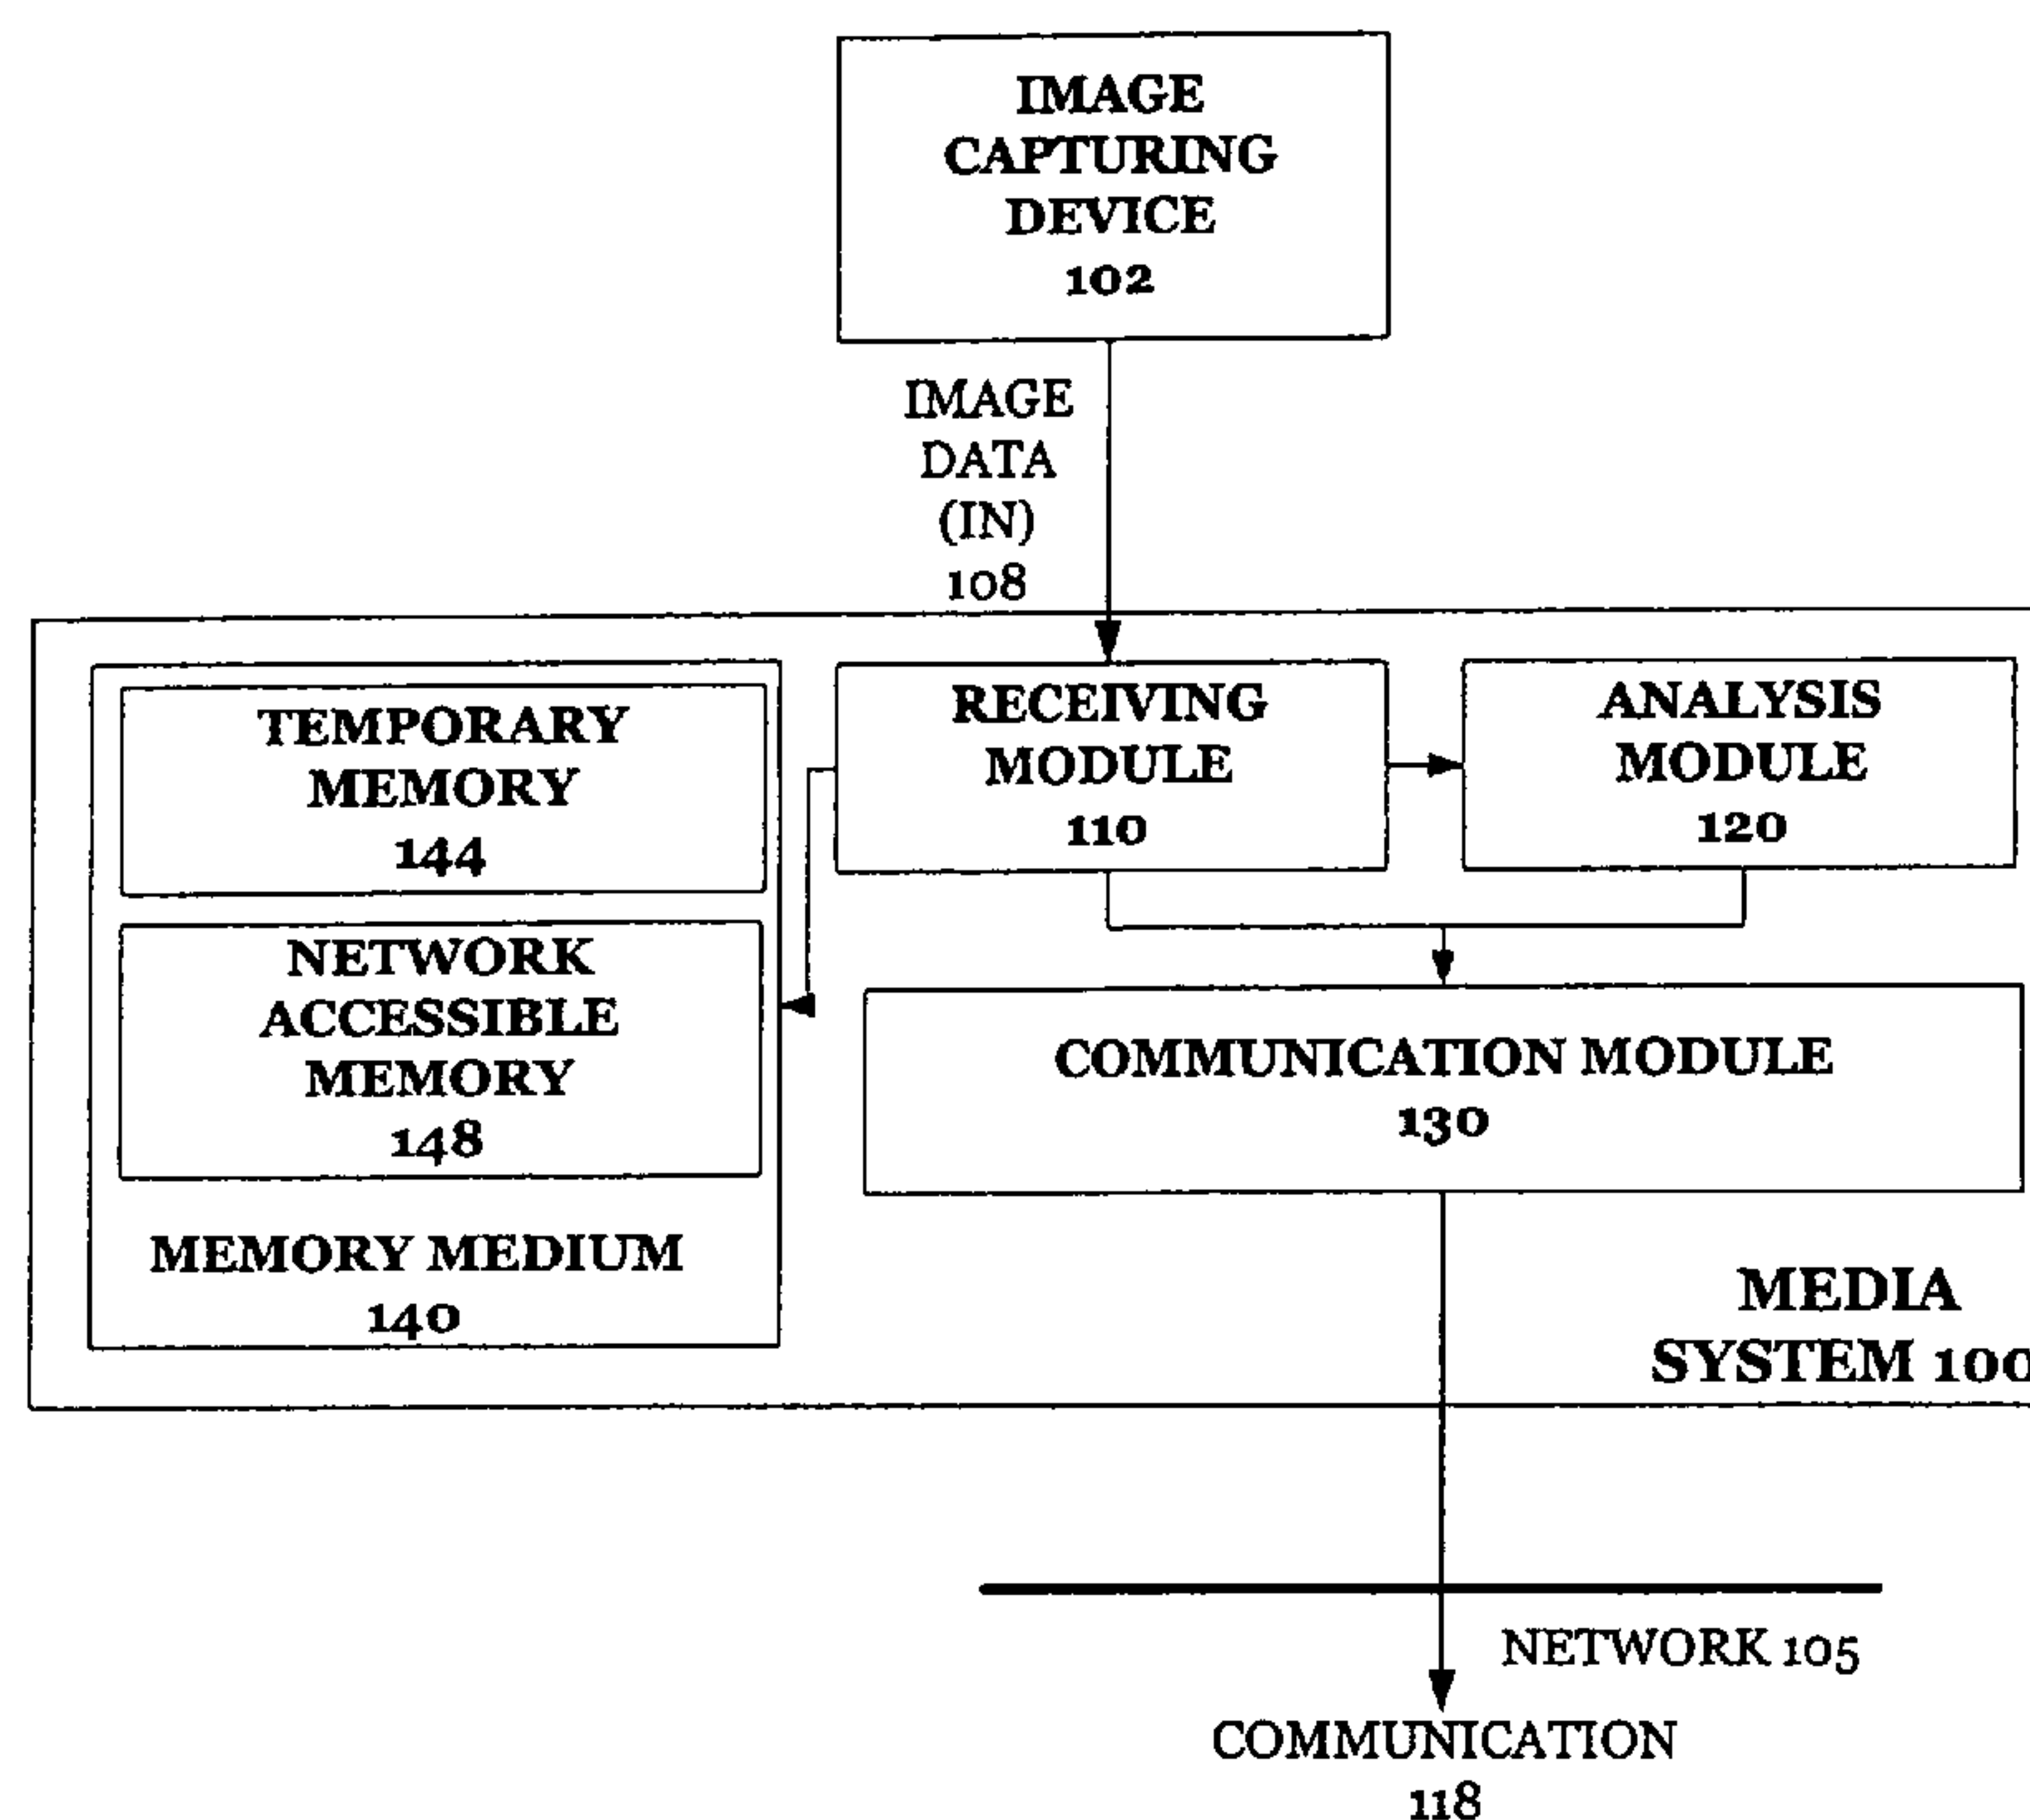 IMAGE
CAPTURING
DEVICE
102
IMAGE
DATA
(IN)
108
TEMPORARY
MEMORY
144
NETWORK
ACCESSIBLE
MEMORY
148
MEMORY MEDIUM
140
RECEIVING
MODULE
110
ANALYSIS
MODULE
120
COMMUNICATION MODULE
130
MEDIA
SYSTEM 100
NETWORK 105
COMMUNICATION
118